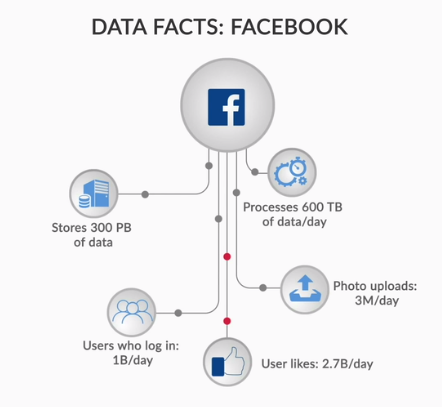 DATA FACTS: FACEBOOK
f
Stores 300 PB
of data
Processes 600 TB
of data/day
Photo uploads:
3M/day
Users who log in:
1B/day
User likes: 2.7B/day